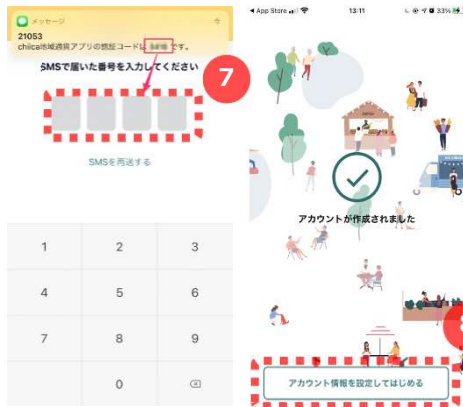 メッセージ
今
21053
chiica地域通貨アプリの認証コードは
です。
SMSで届いた番号を入力してください
7
SMSを再送する
1
2
3
4
5
6
7
8
9
0
App Store
13:11
33%
アカウントが作成されました
アカウント情報を設定してはじめる